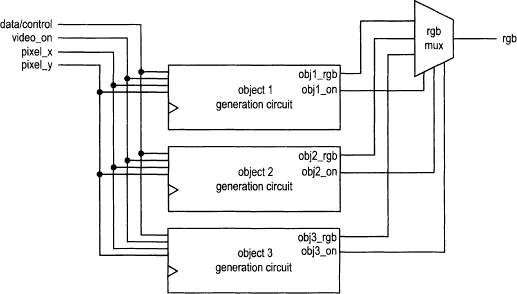 data/control
video_on
pixel_x
pixel_y
rgb
mux
rgb
object 1
generation circuit
obj1_rgb
obj1_on
object 2
generation circuit
obj2_rgb
obj2_on
object 3
generation circuit
obj3_rgb
obj3_on